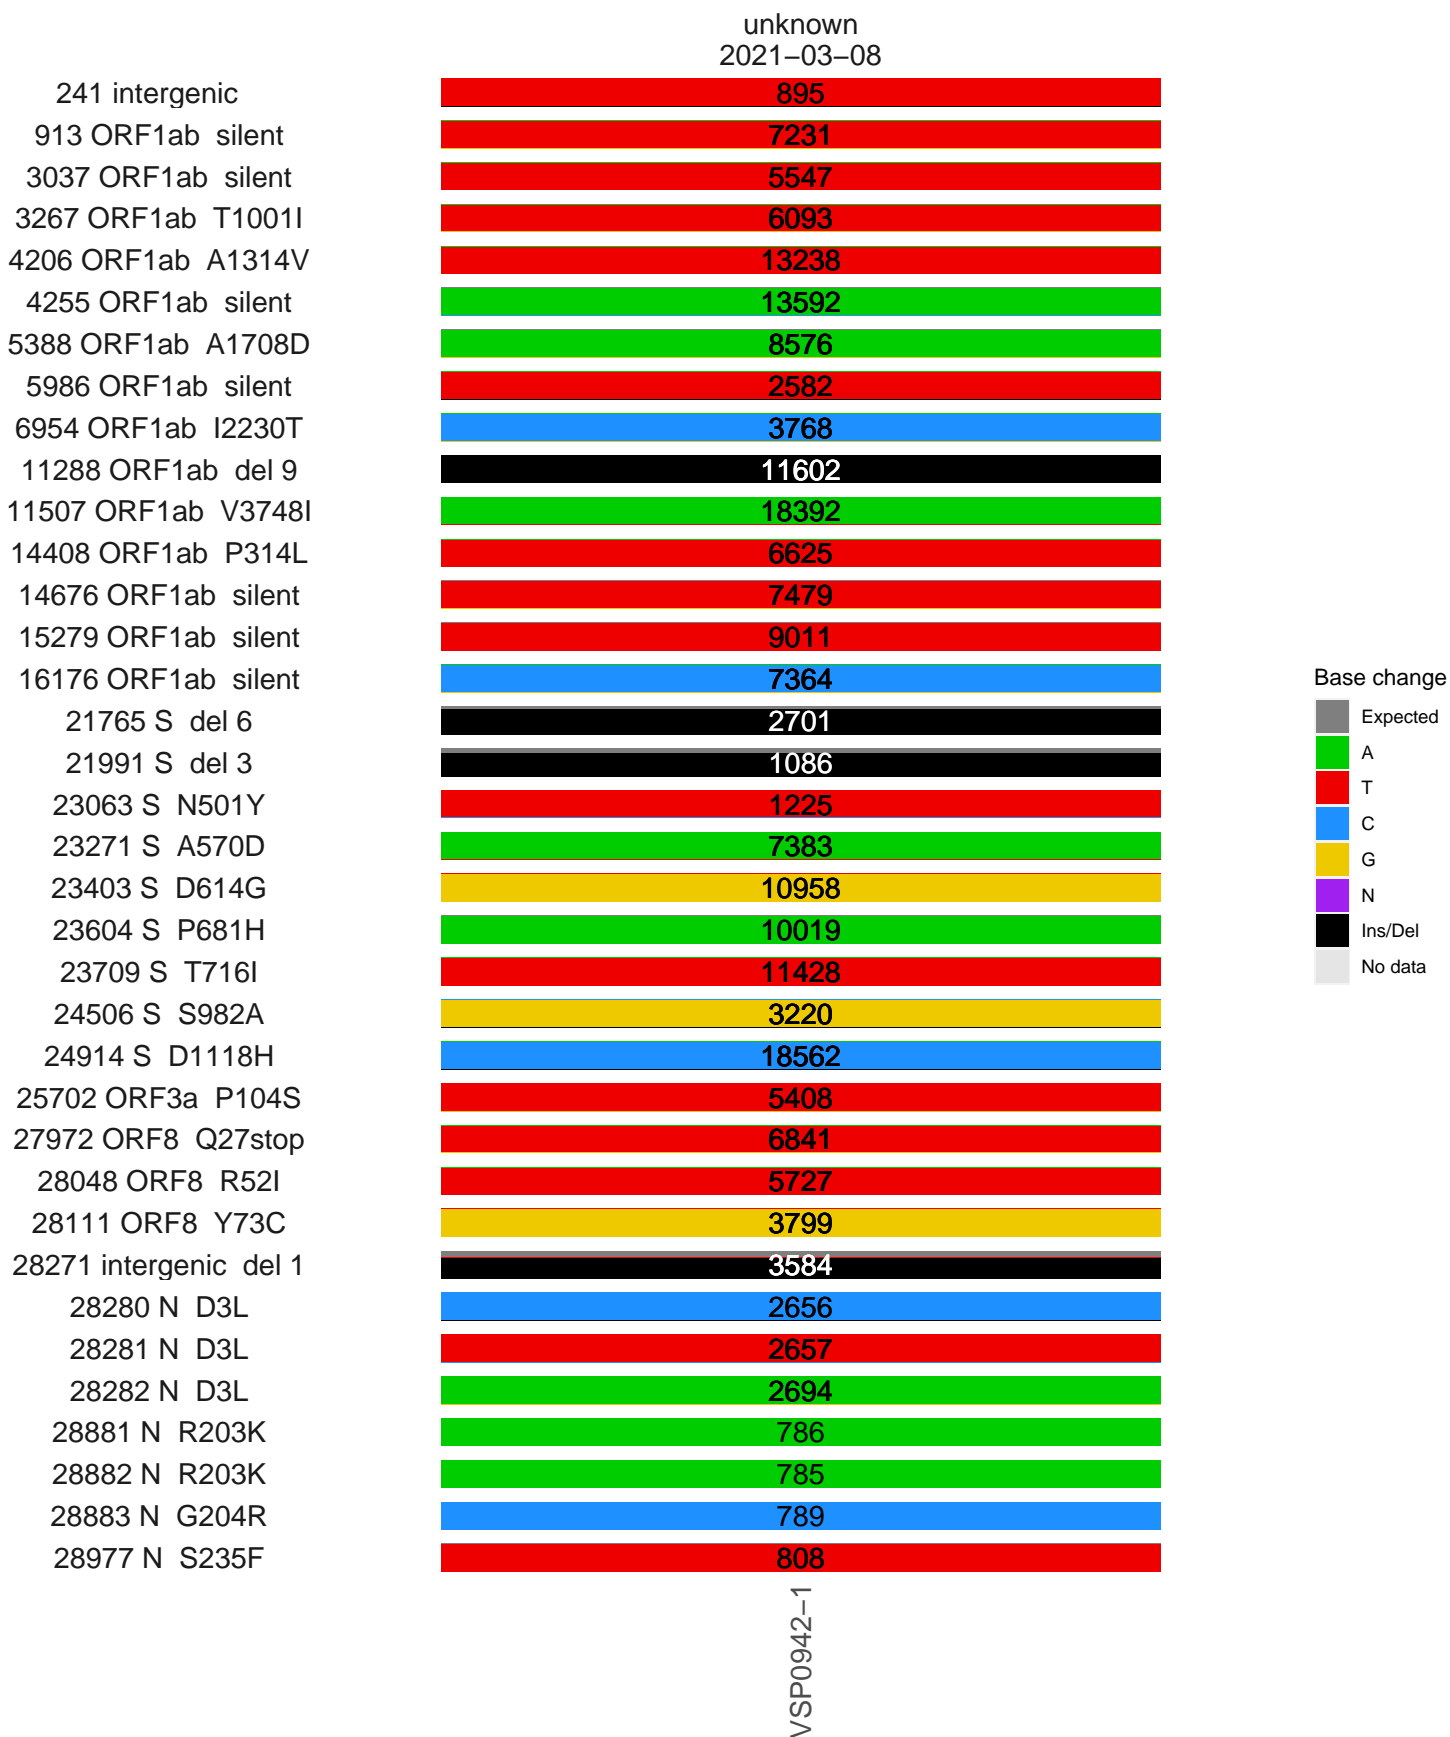 unknown
2021−03−08
241 intergenic 895
913 ORF1ab silent 7231
3037 ORF1ab silent 5547
3267 ORF1ab T1001I 6093
4206 ORF1ab A1314V 13238
4255 ORF1ab silent 13592
5388 ORF1ab A1708D 8576
5986 ORF1ab silent 2582
6954 ORF1ab I2230T 3768
11288 ORF1ab del 9 11602
11507 ORF1ab V3748I 18392
14408 ORF1ab P314L 6625
14676 ORF1ab silent 7479
15279 ORF1ab silent 9011
16176 ORF1ab silent 7364
21765 S del 6 2701
21991 S del 3 1086
23063 S N501Y 1225
23271 S A570D 7383
23403 S D614G 10958
23604 S P681H 10019
23709 S T716I 11428
24506 S S982A 3220
24914 S D1118H 18562
25702 ORF3a P104S 5408
27972 ORF8 Q27stop 6841
28048 ORF8 R52I 5727
28111 ORF8 Y73C 3799
28271 intergenic del 1 3584
28280 N D3L 2656
28281 N D3L 2657
28282 N D3L 2694
28881 N R203K 786
28882 N R203K 785
28883 N G204R 789
28977 N S235F 808
VSP0942−1
Base change
Expected
A
T
C
G
N
Ins/Del
No data